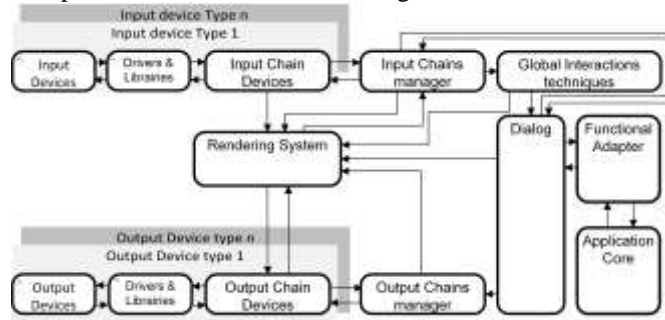 Input device Type n
Input device Type 1
Input
Devices
Drivers &
Librairies
Input Chain
Devices
Input Chains
manager
Global Interactions
techniques
Rendering System
Dialog
Functional
Adapter
Application
Core
Output Device type n
Output Device type 1
Output
Devices
Drivers &
Librairies
Output Chain
Devices
Output Chains
manager